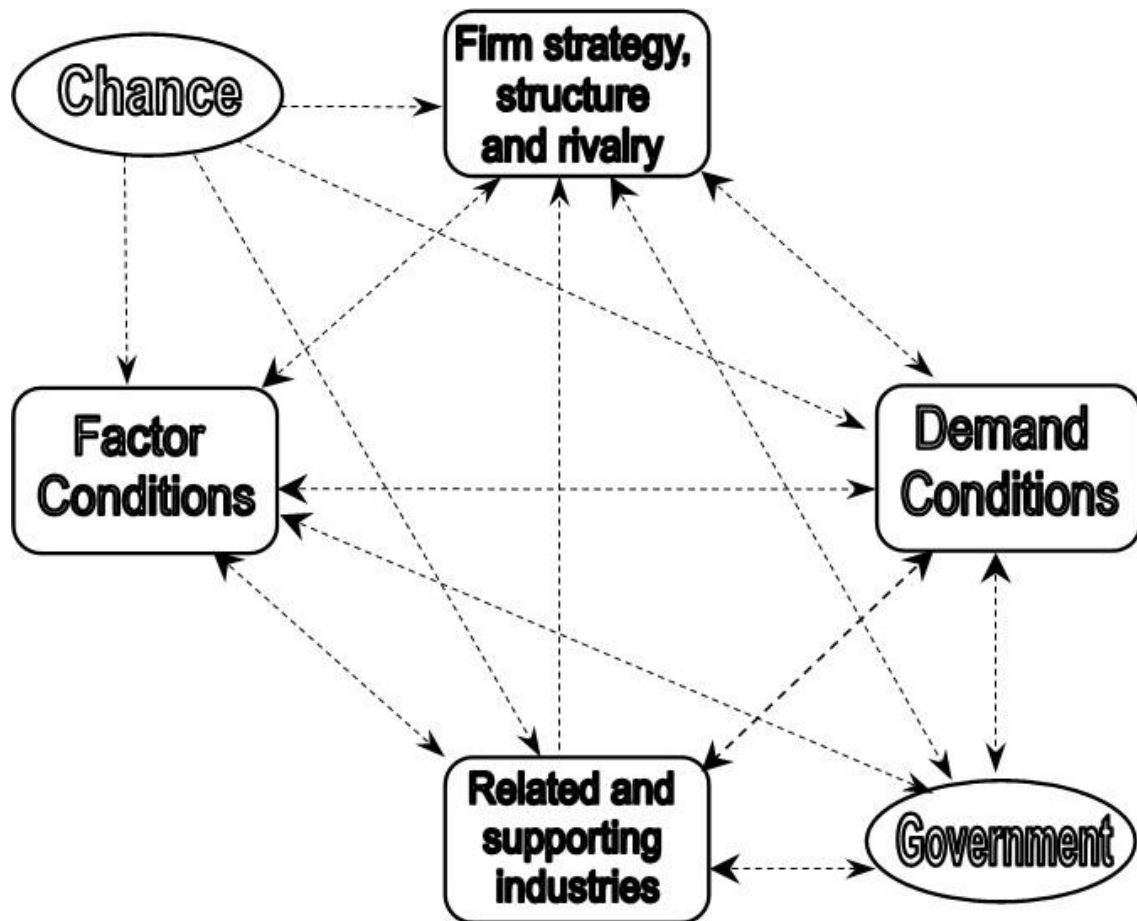 Chance
Firm strategy,
structure
and rivalry
Factor
Conditions
Demand
Conditions
Related and
supporting
industries
Government